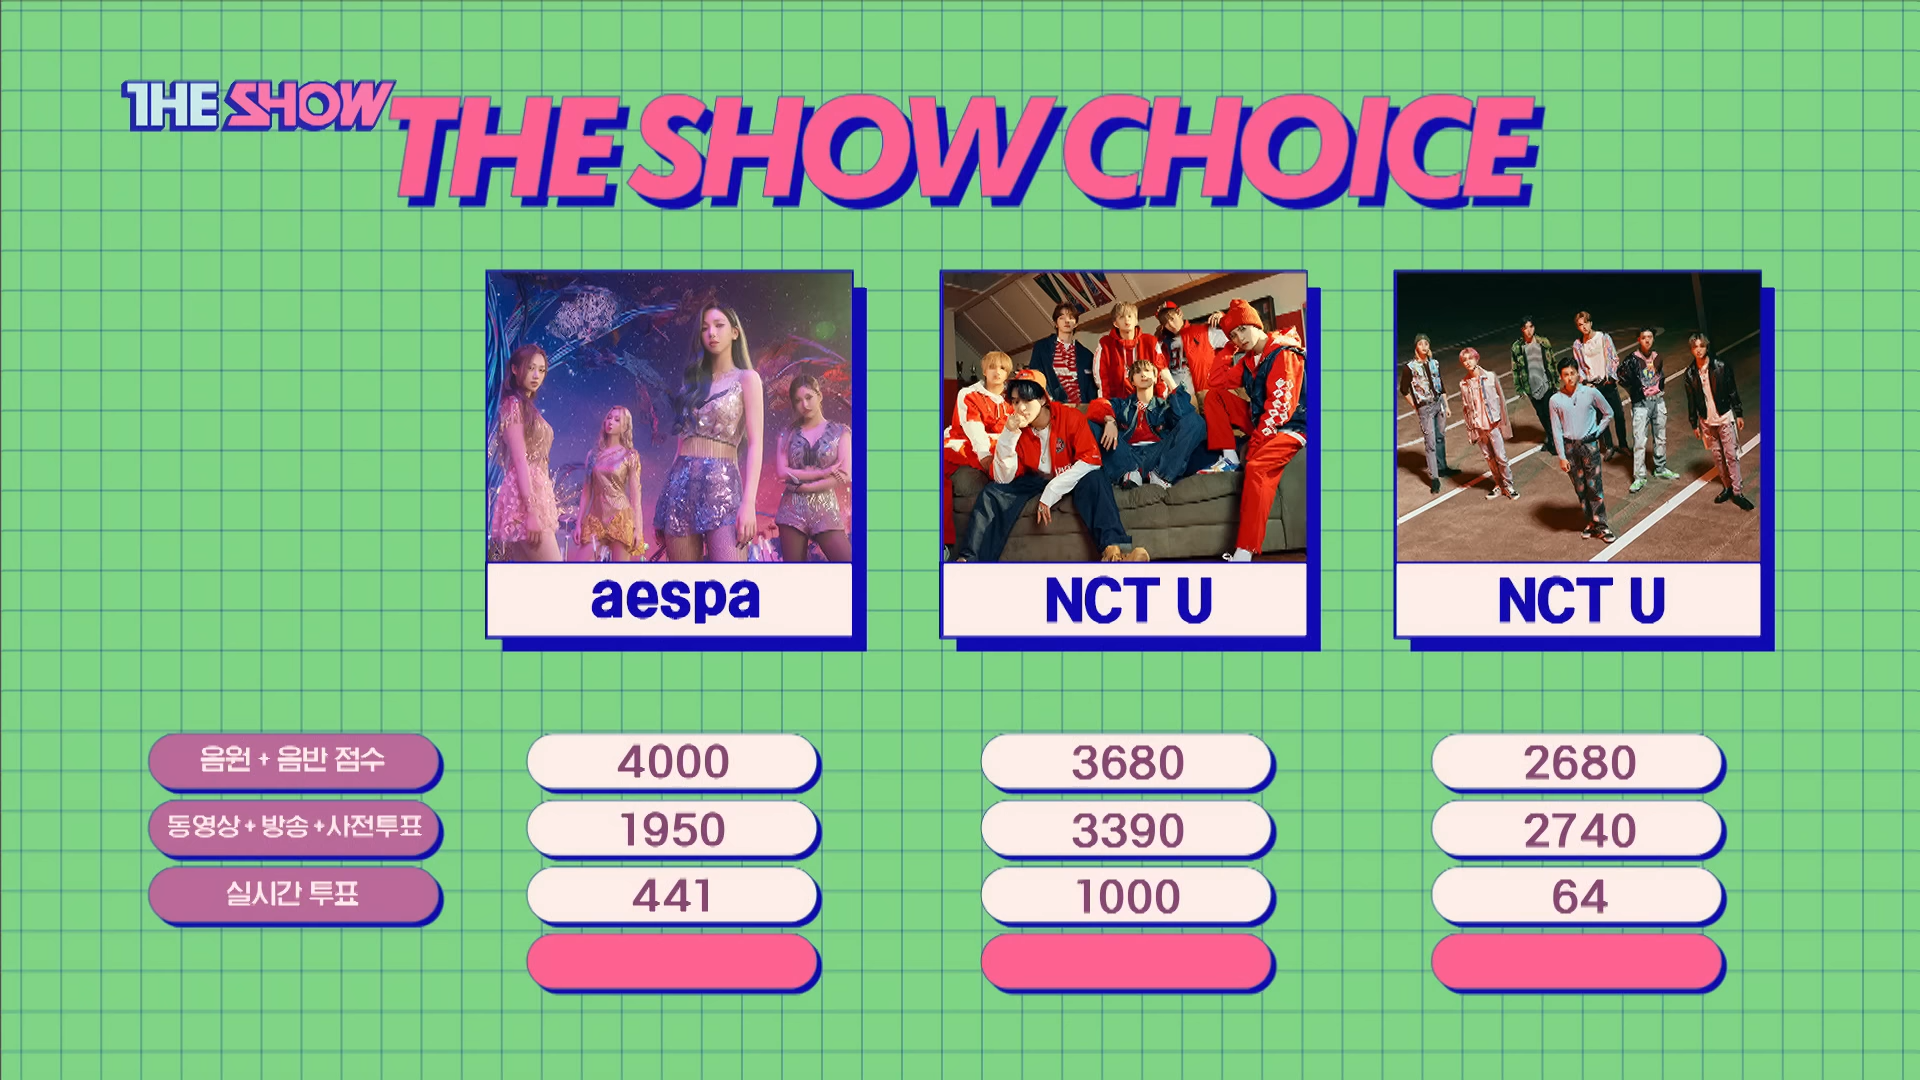 THE SHOW
THE SHOW CHOICE
aespa
NCT U
NCT U
음원 + 음반 점수
4000
3680
2680
동영상 + 방송 + 사전투표
1950
3390
2740
실시간 투표
441
1000
64